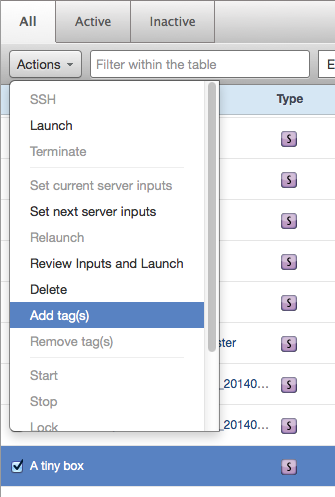 All Active Inactive
Actions Filter within the table E
Type
SSH
Launch S
Terminate
Set current server inputs S
Set next server inputs S
Relaunch
Review Inputs and Launch S
Delete
Add tag(s) S
Remove tag(s) ster S
Start
_20140... S
Stop
Lock _20140... S
A tiny box S